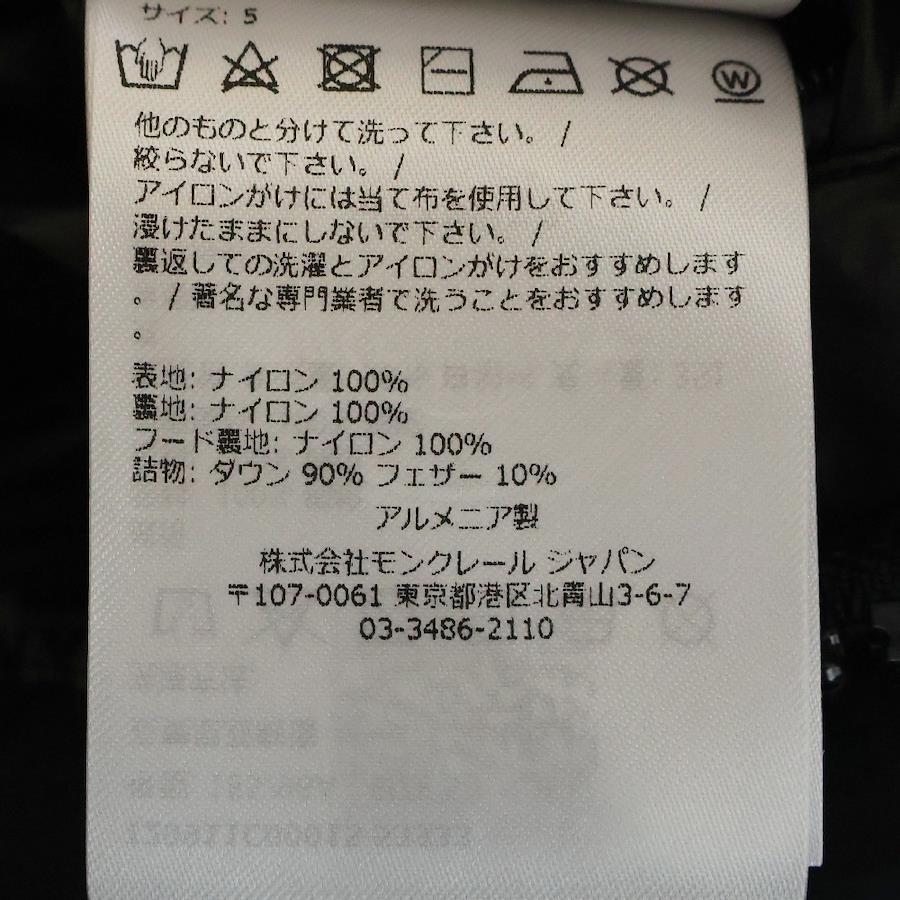 サイズ: 5
W
他のものと分けて洗って下さい。 /
絞らないで下さい。 /
アイロンがけには当て布を使用して下さい。 /
浸けたままにしないで下さい。 /
裏返しての洗濯とアイロンがけをおすすめします
。 / 著名な専門業者で洗うことをおすすめします
。
表地: ナイロン 100%
裏地: ナイロン 100%
フード裏地: ナイロン 100%
詰物: ダウン 90% フェザー 10%
アルメニア製
株式会社モンクレール ジャパン
〒107-0061 東京都港区北青山3-6-7
03-3486-2110